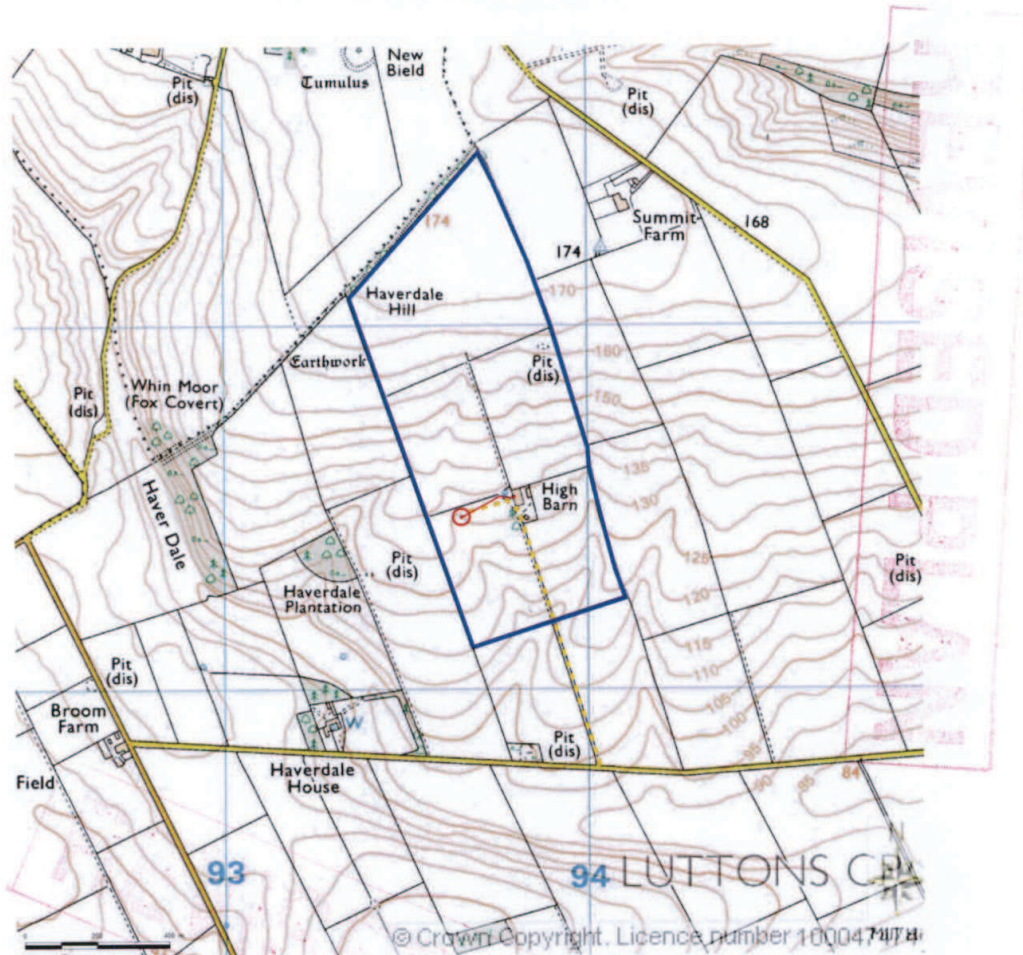 New
Bield
Pit
(dis)
Tumulus
Pit
(dis)
Summit
Farm
168
174
174
Haverdale
Hill
170
160
Earthwork
Pit
(dis)
Whin Moor
(Fox Covert)
Pit
(dis)
150
135
130
High
Barn
Haver Dale
Pit
(dis)
125
Pit
(dis)
120
Haverdale
Plantation
115
110
Pit
(dis)
105
100
Broom
Farm
W
Pit
(dis)
95
Field
Haverdale
House
90
85
84
93
94 LUTTONS CP
© Crown Copyright. Licence number 100047